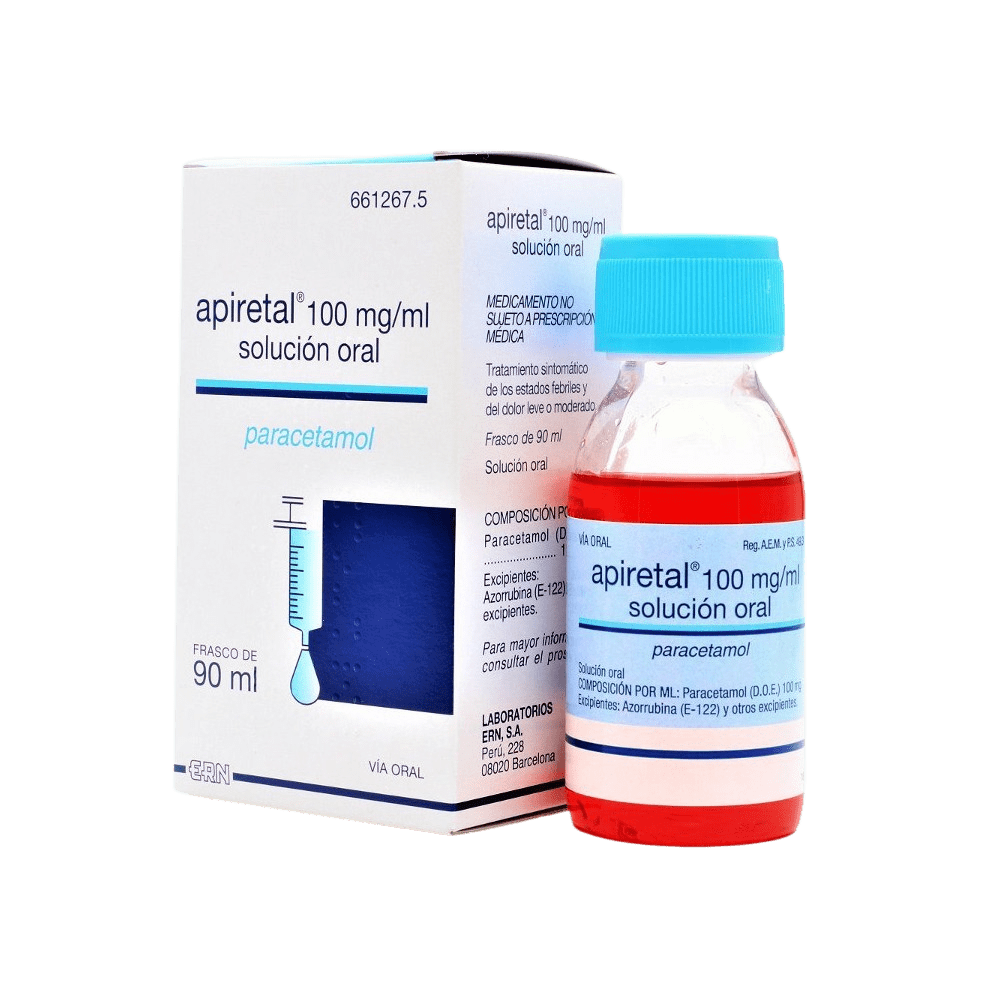 661267.5
apiretal® 100 mg/ml
solución oral
paracetamol
FRASCO DE
90 ml
ERN
VÍA ORAL
apiretal® 100 mg/ml
solución oral
MEDICAMENTO NO
SUJETO A PRESCRIPCIÓN
MÉDICA
Tratamiento sintomático
de los estados febriles y
del dolor leve o moderado.
Frasco de 90 ml
Solución oral
COMPOSICIÓN
Paracetamol
Excipientes:
Azorrubina (E-122)
excipientes.
Para mayor
consultar el
LABORATORIOS
ERN, S.A.
Perú, 228
08020 Barcelona
VÍA ORAL
Reg. A.E.M. y P.S.
apiretal® 100 mg/ml
solución oral
paracetamol
Solución oral
COMPOSICIÓN POR ML: Paracetamol (D.O.E.) 100 mg
Excipientes: Azorrubina (E-122) y otros excipientes.